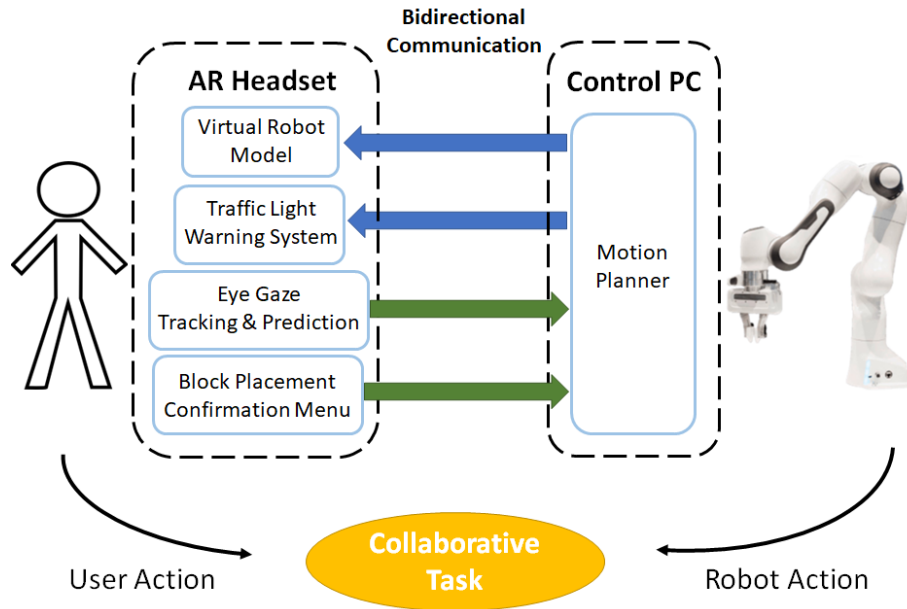 Bidirectional
Communication
AR Headset
Control PC
Virtual Robot
Model
Traffic Light
Warning System
Eye Gaze
Tracking & Prediction
Block Placement
Confirmation Menu
Motion
Planner
User Action
Collaborative
Task
Robot Action